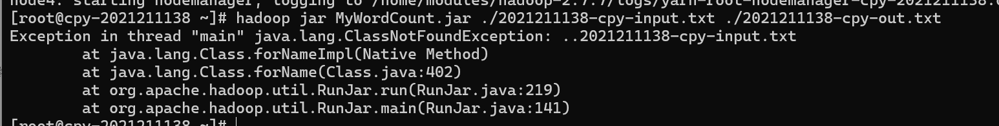 node4: starting nodemanager, logging to /home/modules/hadoop-2.7.7/logs/yarn-root-nodemanager-cpy-2021211138.
[root@cpy-2021211138 ~]# hadoop jar MyWordCount.jar ./2021211138-cpy-input.txt ./2021211138-cpy-out.txt
Exception in thread "main" java.lang.ClassNotFoundException: ..2021211138-cpy-input.txt
at java.lang.Class.forNameImpl(Native Method)
at java.lang.Class.forName(Class.java:402)
at org.apache.hadoop.util.RunJar.run(RunJar.java:219)
at org.apache.hadoop.util.RunJar.main(RunJar.java:141)
[root@cpy-2021211138 ~]#